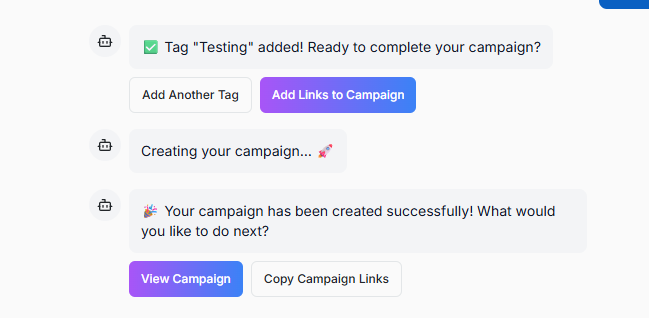 ✅ Tag "Testing" added! Ready to complete your campaign?
Add Another Tag
Add Links to Campaign
Creating your campaign... 🚀
🎉 Your campaign has been created successfully! What would
you like to do next?
View Campaign
Copy Campaign Links